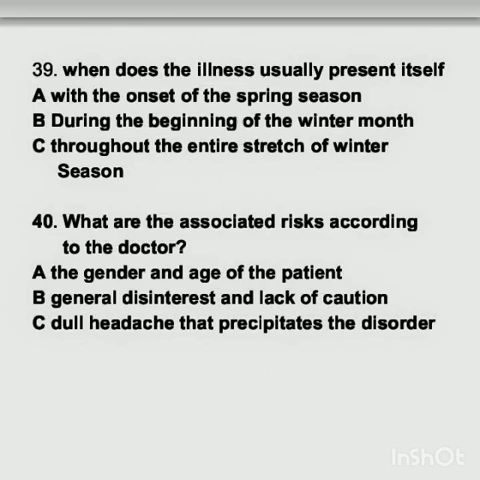 39. when does the illness usually present itself
A with the onset of the spring season
B During the beginning of the winter month
C throughout the entire stretch of winter
Season
40. What are the associated risks according
to the doctor?
A the gender and age of the patient
B general disinterest and lack of caution
C dull headache that precipitates the disorder
InShOt